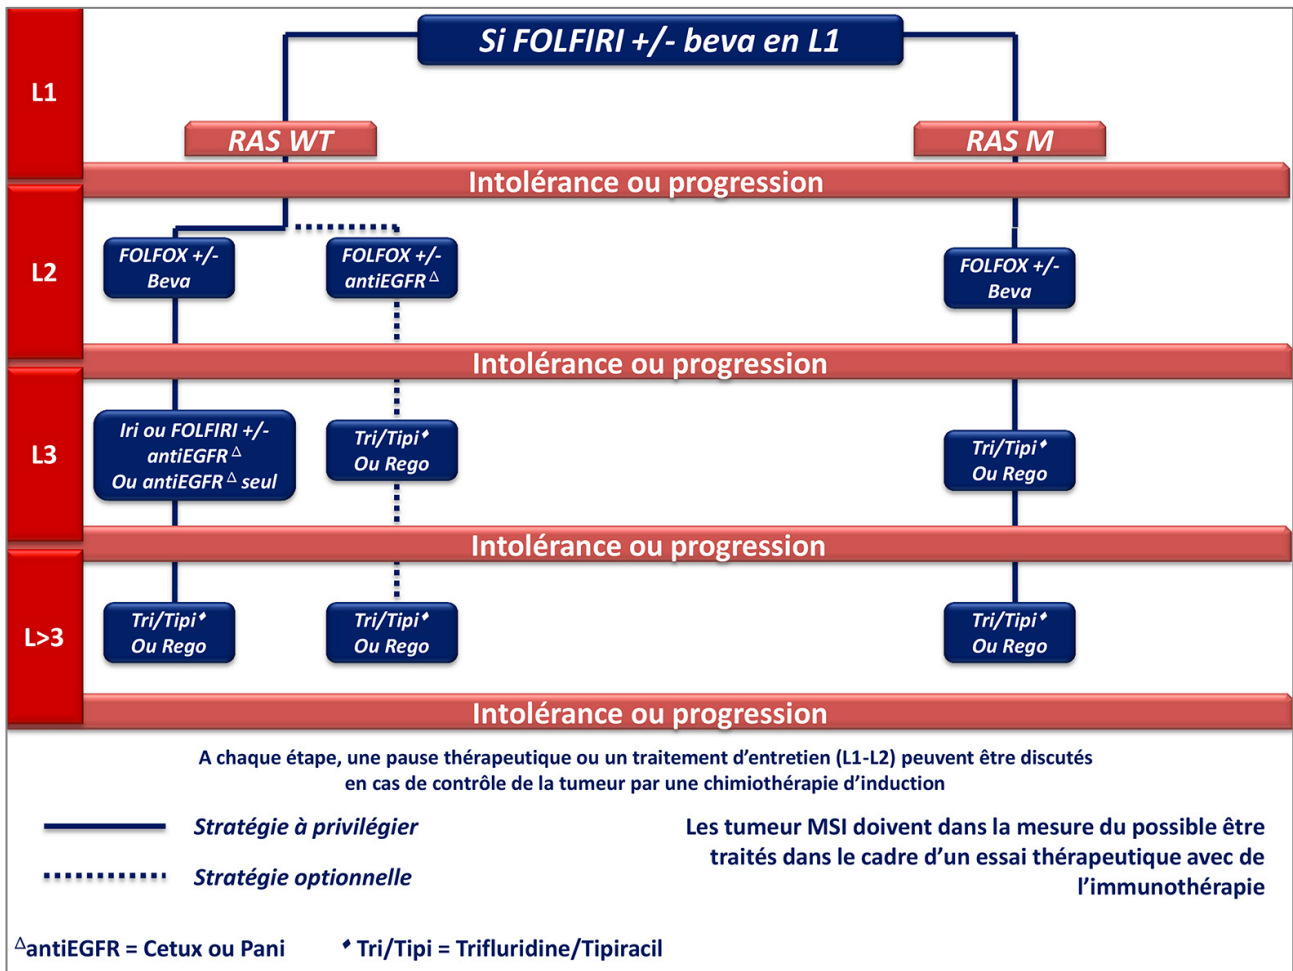 Si FOLFIRI +/- beva en L1
L1
RAS WT
RAS M
Intolérance ou progression
L2
FOLFOX +/-
Beva
FOLFOX +/-
antiEGFR Δ
FOLFOX +/-
Beva
Intolérance ou progression
L3
Iri ou FOLFIRI +/-
antiEGFR Δ
Ou antiEGFR Δ seul
Tri/Tipi♦
Ou Rego
Tri/Tipi♦
Ou Rego
Intolérance ou progression
L>3
Tri/Tipi♦
Ou Rego
Tri/Tipi♦
Ou Rego
Tri/Tipi♦
Ou Rego
Intolérance ou progression
A chaque étape, une pause thérapeutique ou un traitement d’entretien (L1-L2) peuvent être discutés
en cas de contrôle de la tumeur par une chimiothérapie d’induction
Stratégie à privilégier
Stratégie optionnelle
Les tumeur MSI doivent dans la mesure du possible être
traités dans le cadre d’un essai thérapeutique avec de
l’immunothérapie
ΔantiEGFR = Cetux ou Pani
♦ Tri/Tipi = Trifluridine/Tipiracil